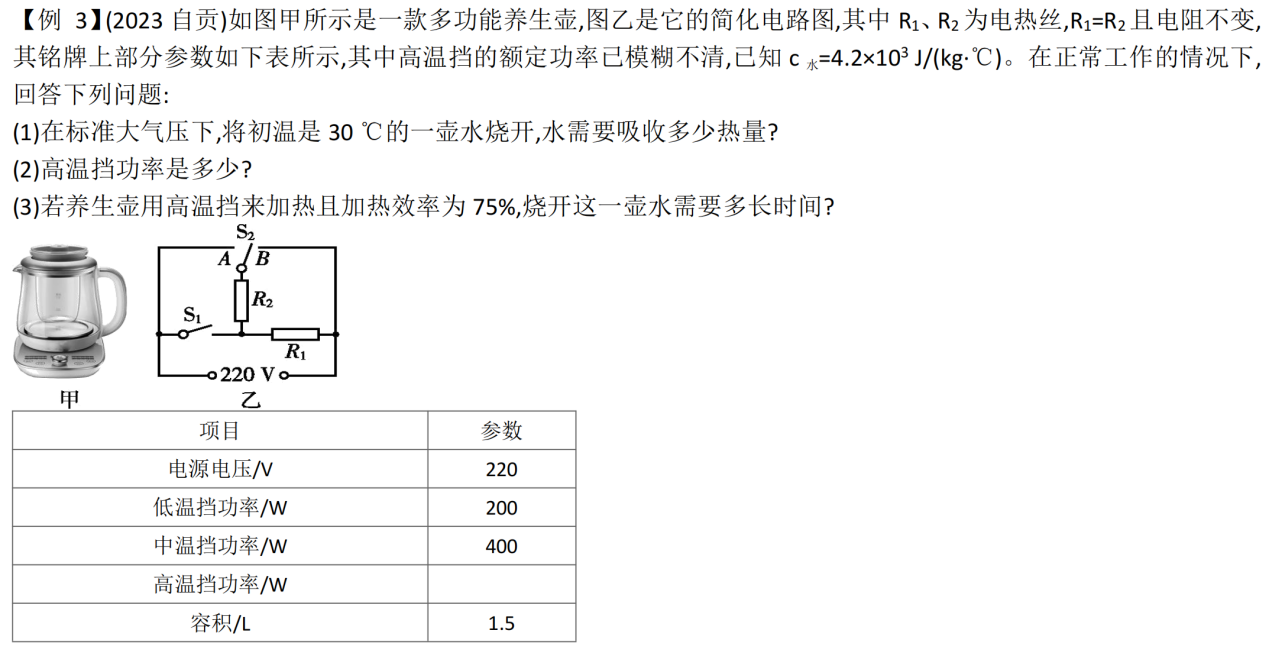 【例 3】(2023 自贡)如图甲所示是一款多功能养生壶,图乙是它的简化电路图,其中 R₁、R₂为电热丝,R₁=R₂且电阻不变,
其铭牌上部分参数如下表所示,其中高温挡的额定功率已模糊不清,已知 c 水=4.2×10³ J/(kg·℃)。在正常工作的情况下,
回答下列问题:
(1)在标准大气压下,将初温是 30 ℃的一壶水烧开,水需要吸收多少热量?
(2)高温挡功率是多少?
(3)若养生壶用高温挡来加热且加热效率为 75%,烧开这一壶水需要多长时间?
S₂
A B
R₂
S₁
R₁
220 V
甲 乙
项目 参数
电源电压/V 220
低温挡功率/W 200
中温挡功率/W 400
高温挡功率/W
容积/L 1.5